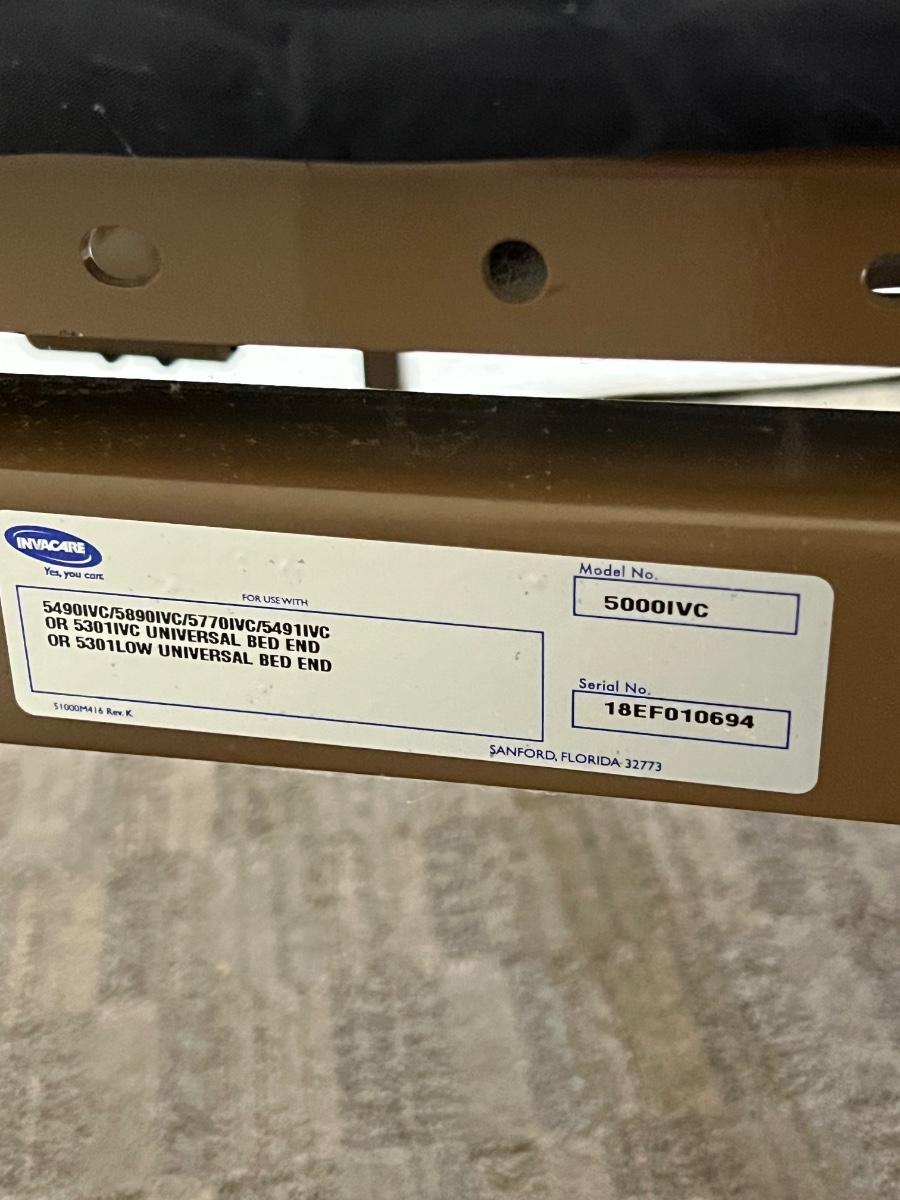 INVACARE
Yes, you can.
FOR USE WITH
5490IVC/5890IVC/5770IVC/5491IVC
OR 5301IVC UNIVERSAL BED END
OR 5301LOW UNIVERSAL BED END
51000M416 Rev. K
Model No.
5000IVC
Serial No.
18EF010694
SANFORD, FLORIDA 32773